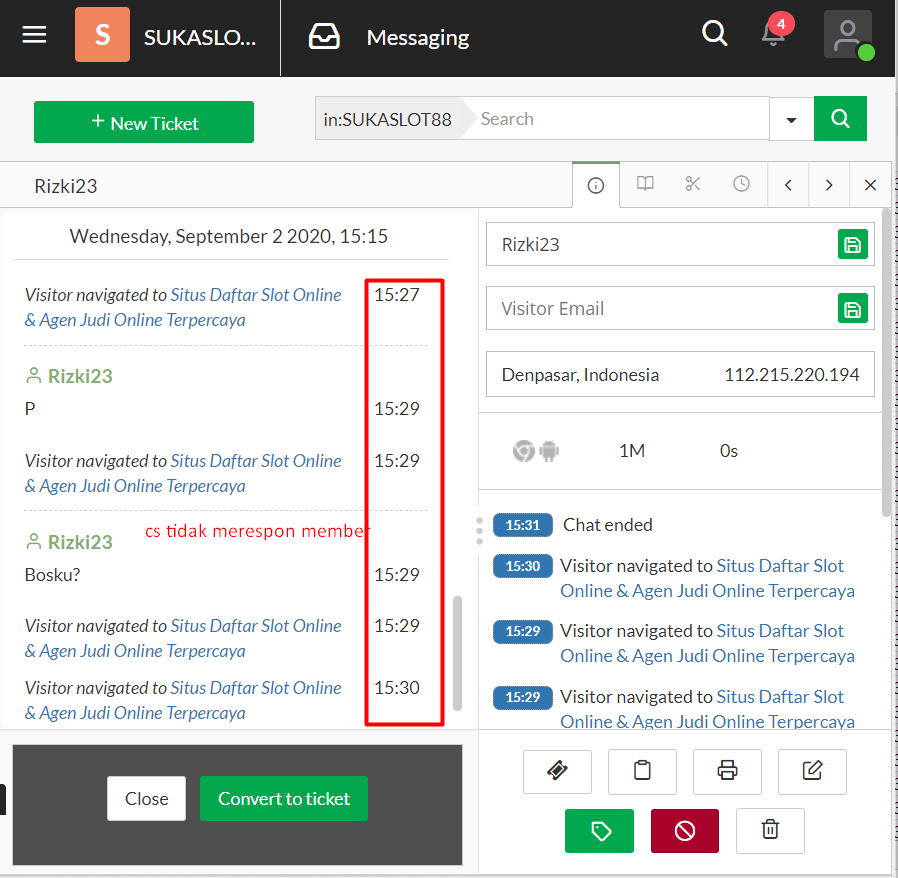 S
SUKASLO...
Messaging
4
+ New Ticket
in:SUKASLOT88
Search
Rizki23
Wednesday, September 2 2020, 15:15
Visitor navigated to Situs Daftar Slot Online 15:27
& Agen Judi Online Terpercaya
Rizki23
P 15:29
Visitor navigated to Situs Daftar Slot Online 15:29
& Agen Judi Online Terpercaya
cs tidak merespon member
Rizki23
Bosku? 15:29
Visitor navigated to Situs Daftar Slot Online 15:29
& Agen Judi Online Terpercaya
Visitor navigated to Situs Daftar Slot Online 15:30
& Agen Judi Online Terpercaya
Close
Convert to ticket
Rizki23
Visitor Email
Denpasar, Indonesia 112.215.220.194
1M 0s
15:31 Chat ended
15:30 Visitor navigated to Situs Daftar Slot
Online & Agen Judi Online Terpercaya
15:29 Visitor navigated to Situs Daftar Slot
Online & Agen Judi Online Terpercaya
15:29 Visitor navigated to Situs Daftar Slot
Online & Agen Judi Online Terpercaya